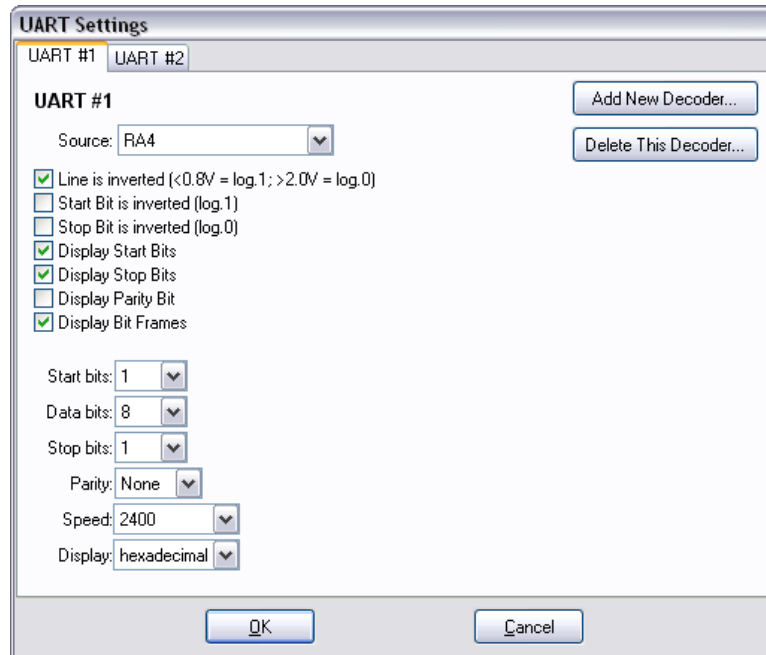 UART Settings
UART #1 UART #2
UART #1
Add New Decoder...
Source: RA4
Delete This Decoder...
Line is inverted (<0.8V = log.1; >2.0V = log.0)
Start Bit is inverted (log.1)
Stop Bit is inverted (log.0)
Display Start Bits
Display Stop Bits
Display Parity Bit
Display Bit Frames
Start bits: 1
Data bits: 8
Stop bits: 1
Parity: None
Speed: 2400
Display: hexadecimal
OK Cancel